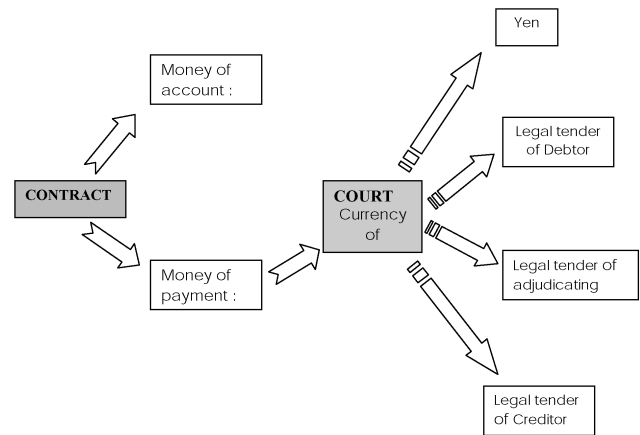 Yen
Money of
account :
Legal tender
of Debtor
CONTRACT
COURT
Currency
of
Money of
payment :
Legal tender of
adjudicating
Legal tender
of Creditor